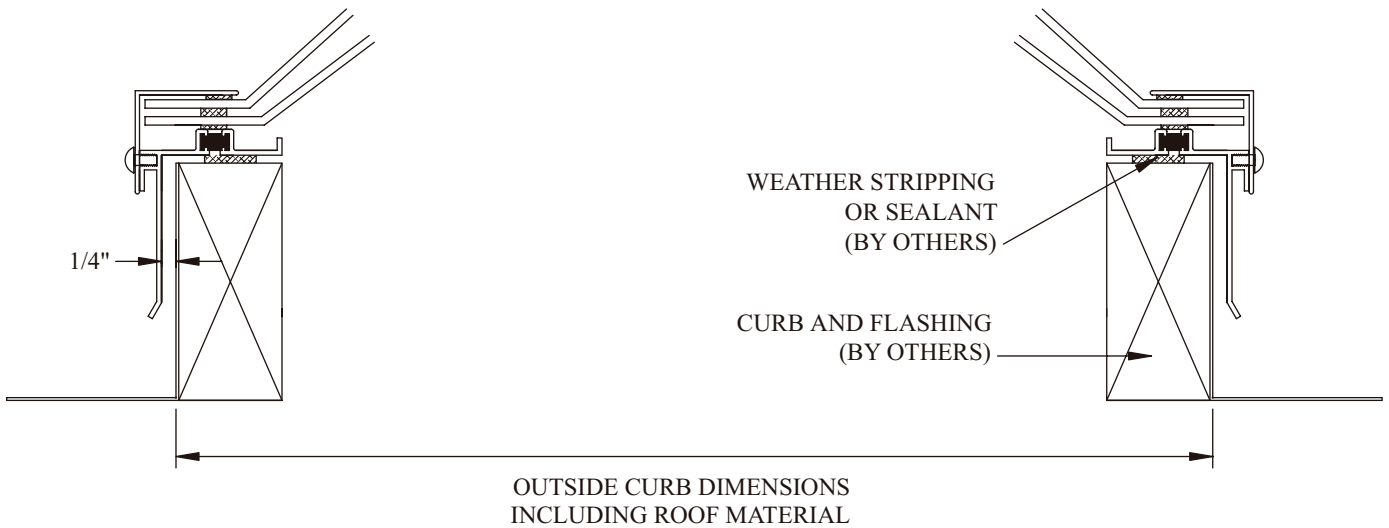 WEATHER STRIPPING
OR SEALANT
(BY OTHERS)
1/4"
CURB AND FLASHING
(BY OTHERS)
OUTSIDE CURB DIMENSIONS
INCLUDING ROOF MATERIAL